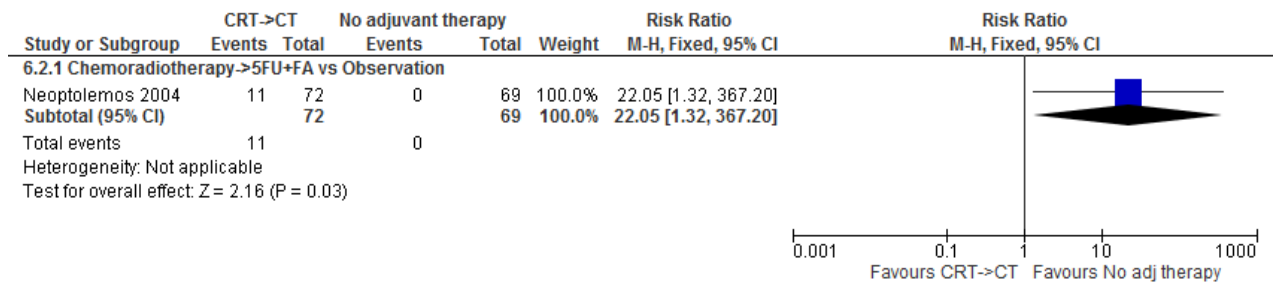 CRT->CT No adjuvant therapy Risk Ratio Risk Ratio
Study or Subgroup Events Total Events Total Weight M-H, Fixed, 95% CI M-H, Fixed, 95% CI
6.2.1 Chemoradiotherapy->5FU+FA vs Observation
Neoptolemos 2004 11 72 0 69 100.0% 22.05 [1.32, 367.20]
Subtotal (95% CI) 72 69 100.0% 22.05 [1.32, 367.20]
Total events 11 0
Heterogeneity: Not applicable
Test for overall effect: Z = 2.16 (P = 0.03)
0.001 0.1 1 10 1000
Favours CRT->CT Favours No adj therapy